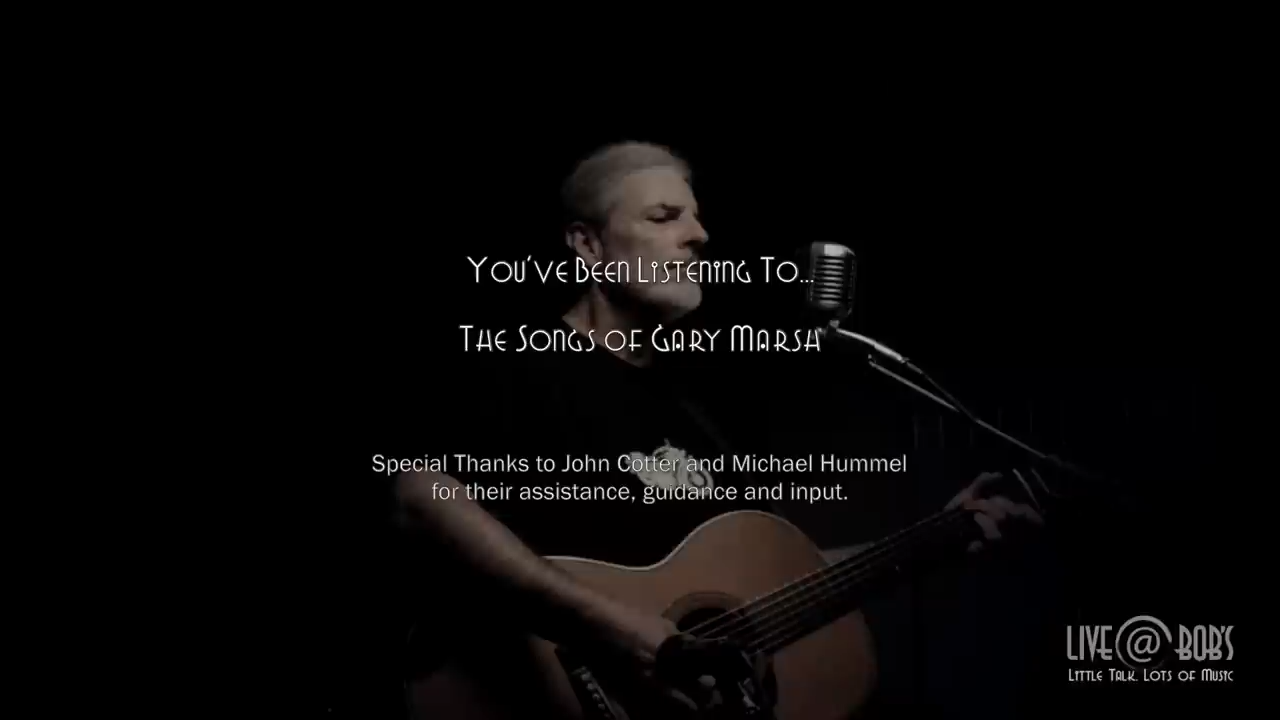 You've Been Listening To...
The Songs of Gary Marsh
Special Thanks to John Cotter and Michael Hummel
for their assistance, guidance and input.
LIVE @ BOB'S
Little Talk. Lots of Music